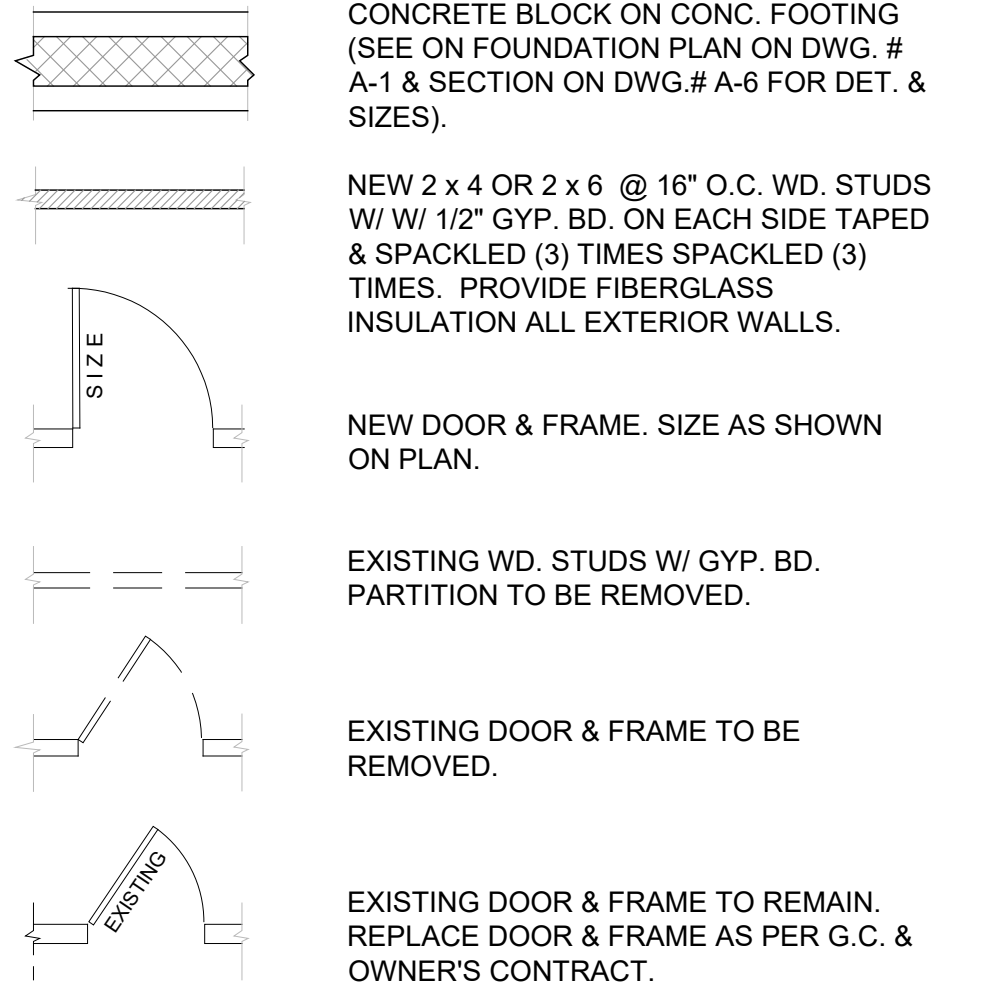 CONCRETE BLOCK ON CONC. FOOTING
(SEE ON FOUNDATION PLAN ON DWG. #
A-1 & SECTION ON DWG.# A-6 FOR DET. &
SIZES).
NEW 2 x 4 OR 2 x 6 @ 16" O.C. WD. STUDS
W/ W/ 1/2" GYP. BD. ON EACH SIDE TAPED
& SPACKLED (3) TIMES SPACKLED (3)
TIMES. PROVIDE FIBERGLASS
INSULATION ALL EXTERIOR WALLS.
SIZE
NEW DOOR & FRAME. SIZE AS SHOWN
ON PLAN.
EXISTING WD. STUDS W/ GYP. BD.
PARTITION TO BE REMOVED.
EXISTING DOOR & FRAME TO BE
REMOVED.
EXISTING
EXISTING DOOR & FRAME TO REMAIN.
REPLACE DOOR & FRAME AS PER G.C. &
OWNER'S CONTRACT.